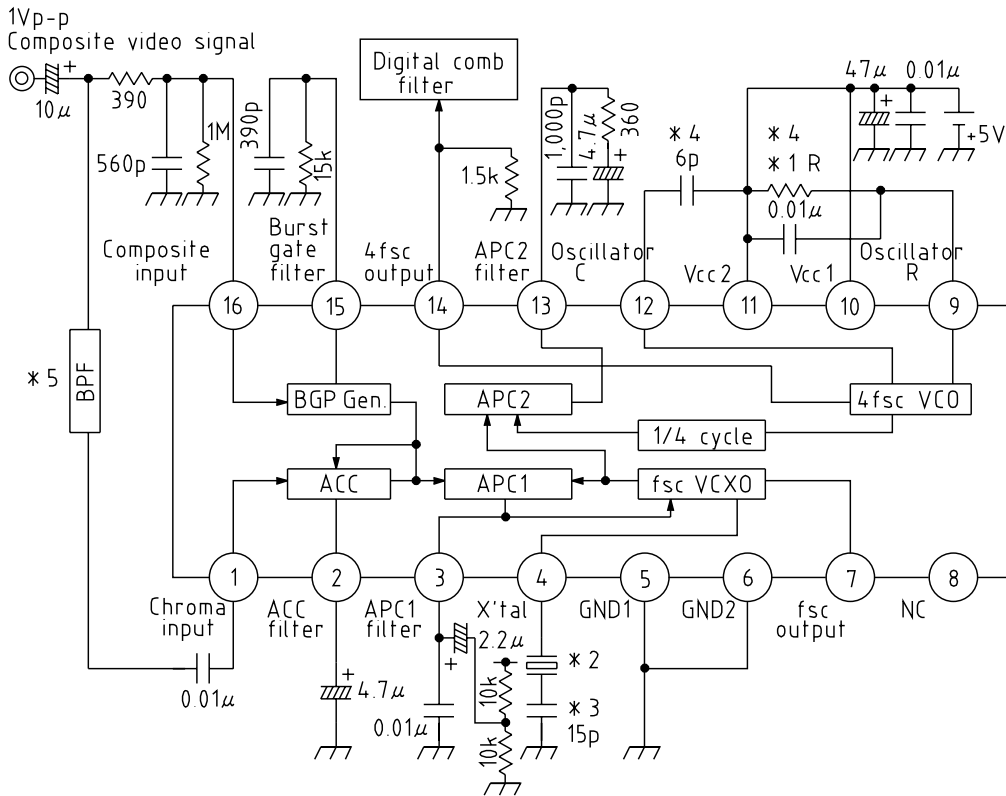 1Vp-p
Composite video signal
10μ
390
560p
1M
390p
15k
Digital comb
filter
1.5k
1,000p
4.7μ
360
＊4
6p
＊4
＊1 R
0.01μ
47μ
0.01μ
+5V
Composite
input
Burst
gate
filter
4fsc
output
APC2
filter
Oscillator
C
Vcc2
Vcc1
Oscillator
R
16
15
14
13
12
11
10
9
＊5
BPF
BGP Gen.
APC2
4fsc VCO
1/4 cycle
ACC
APC1
fsc VCXO
1
2
3
4
5
6
7
8
Chroma
input
ACC
filter
APC1
filter
X'tal
GND1
GND2
fsc
output
NC
0.01μ
4.7μ
0.01μ
2.2μ
10k
10k
＊2
＊3
15p